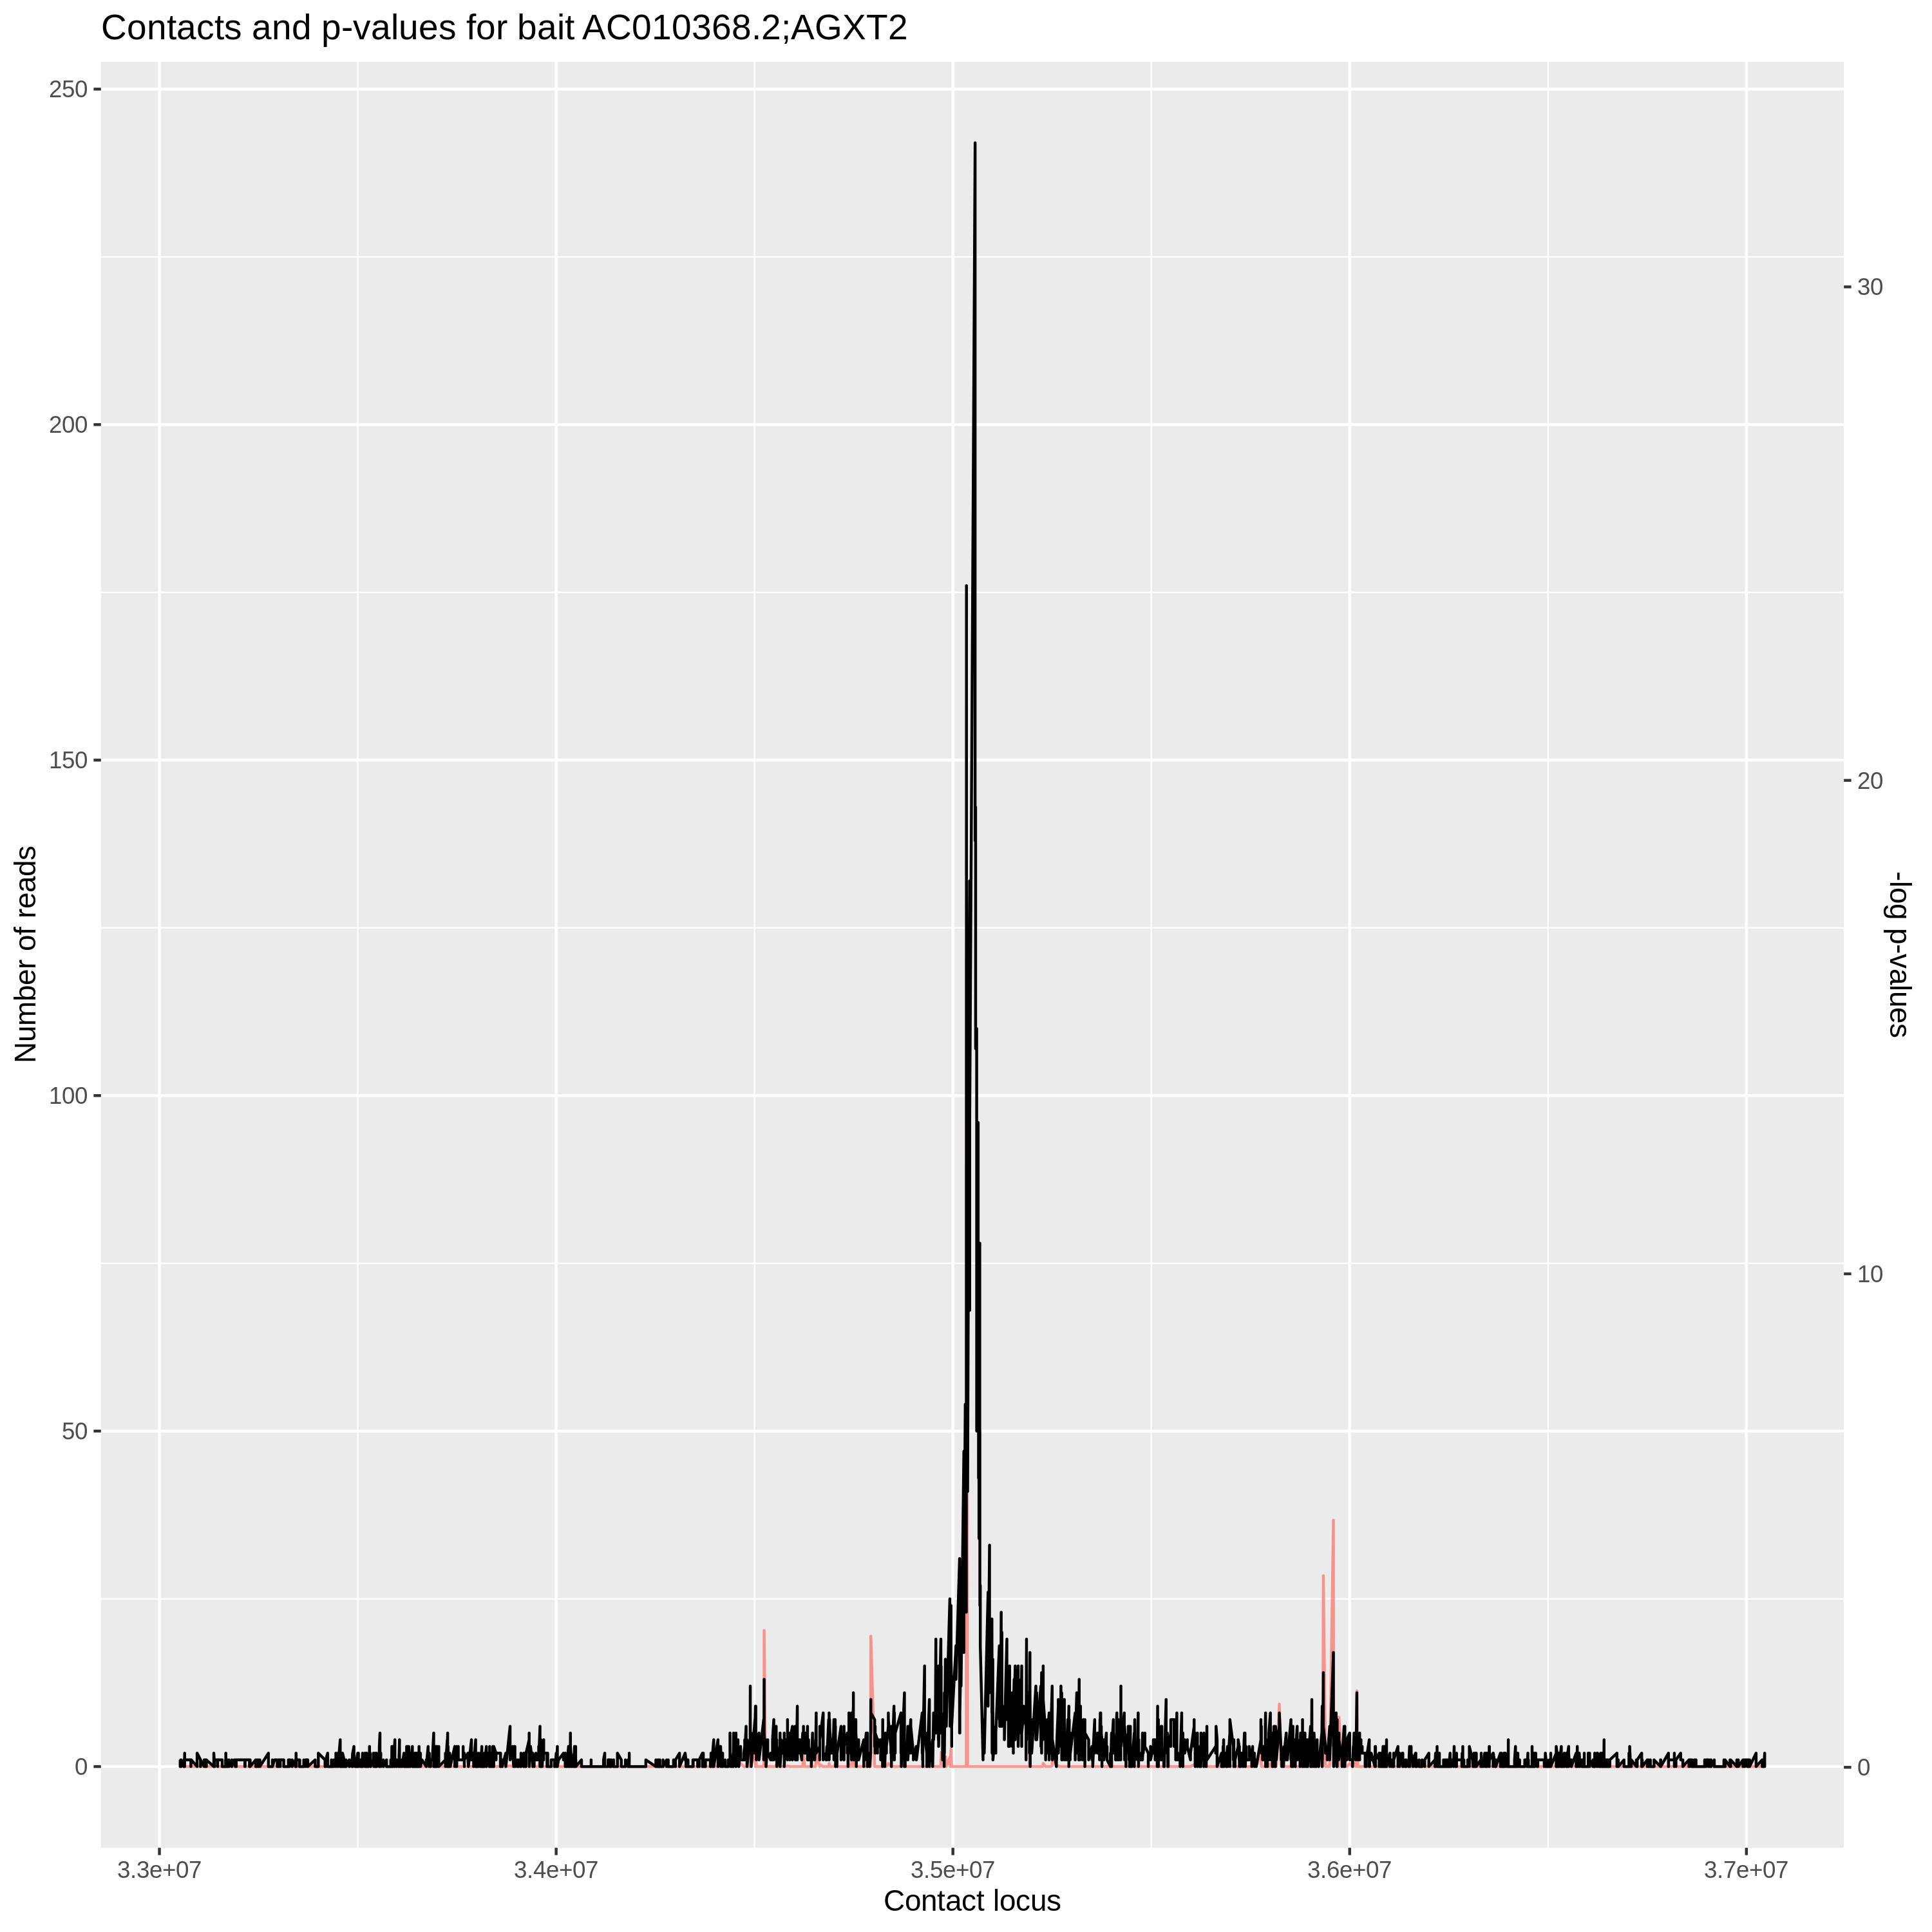 Contacts and p-values for bait AC010368.2;AGXT2
250
200
150
100
50
0
Number of reads
30
20
10
0
-log p-values
3.3e+07
3.4e+07
3.5e+07
3.6e+07
3.7e+07
Contact locus